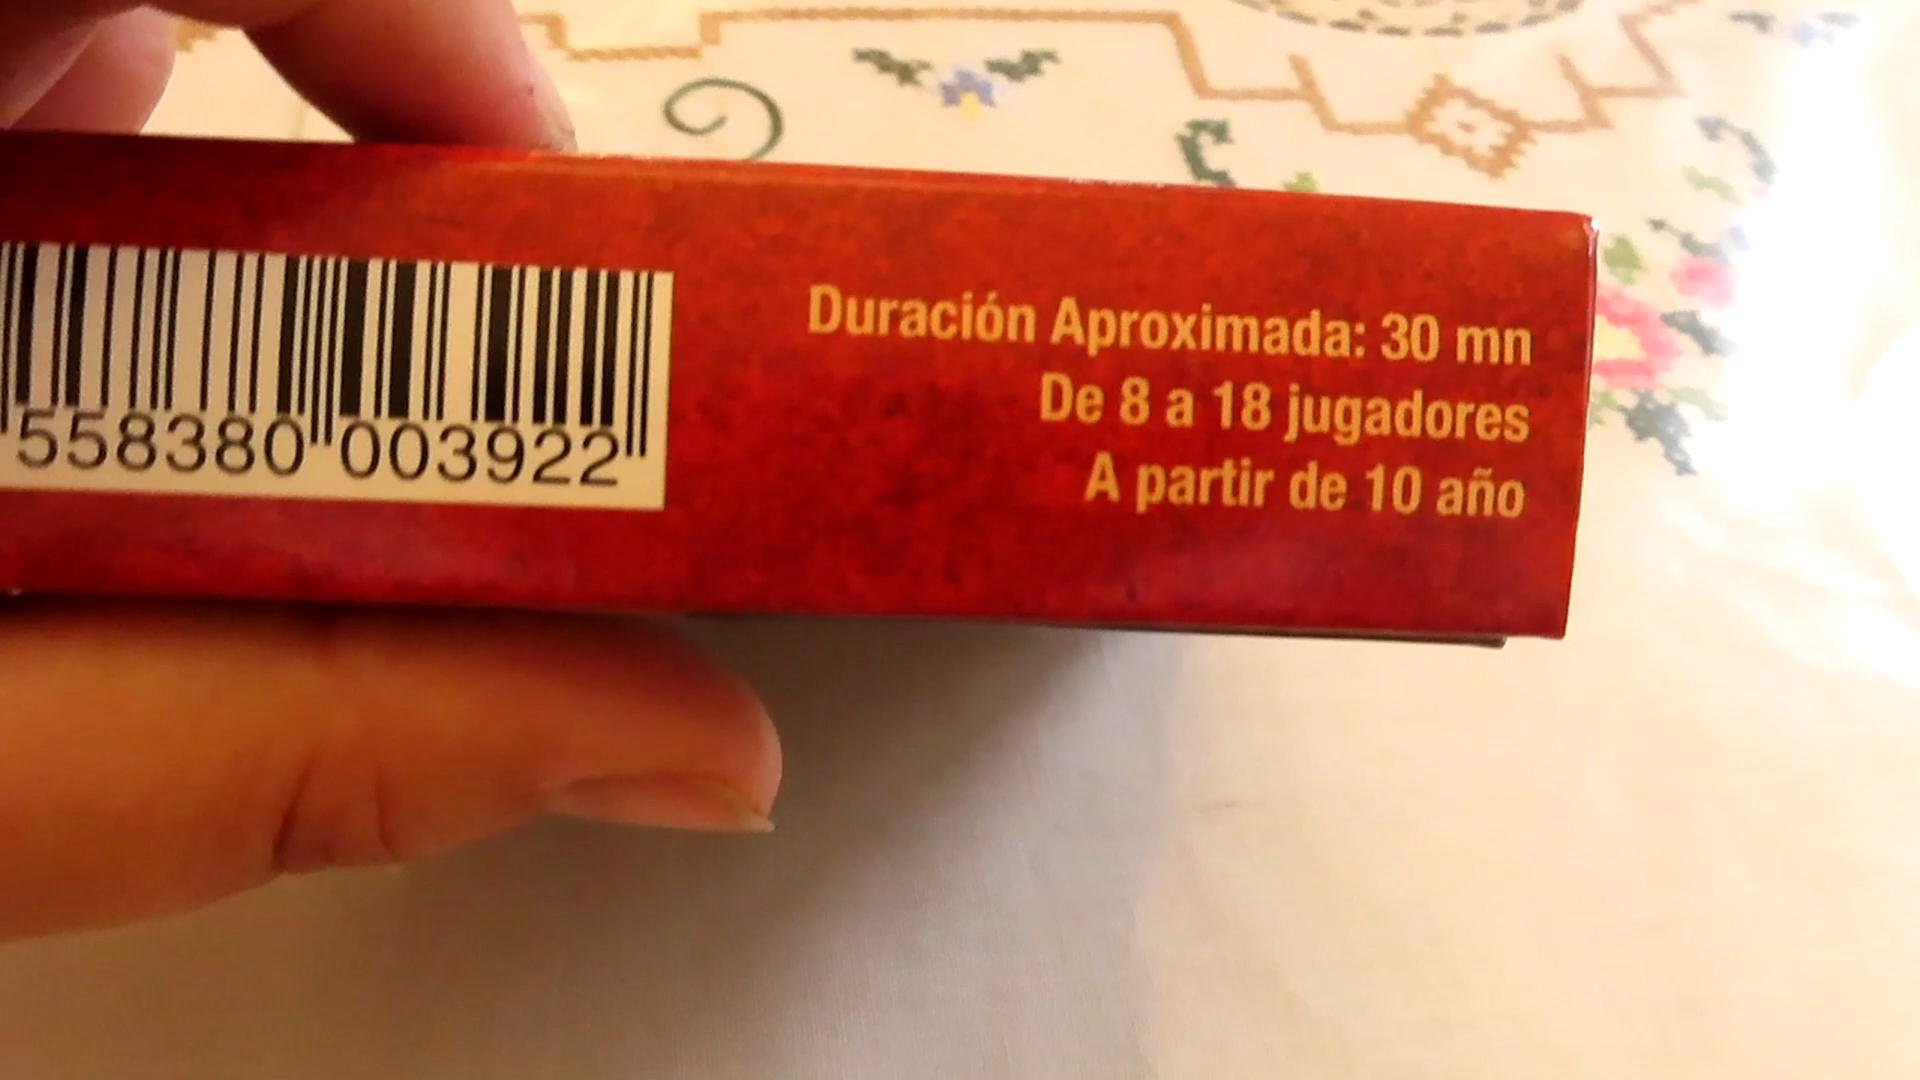 558380 003922
Duración Aproximada: 30 mn
De 8 a 18 jugadores
A partir de 10 año